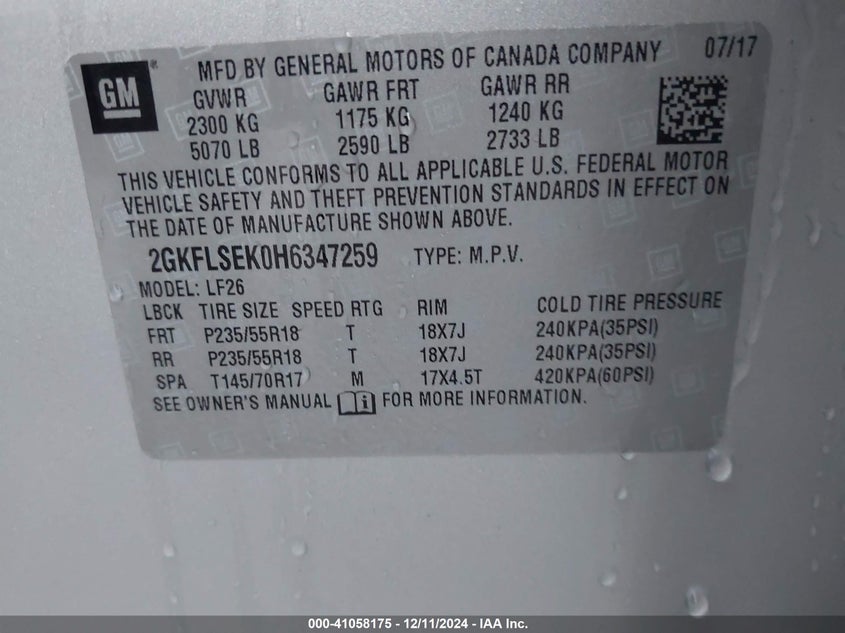 GM ® MFD BY GENERAL MOTORS OF CANADA COMPANY 07/17
GVWR GAWR FRT GAWR RR
2300 KG 1175 KG 1240 KG
5070 LB 2590 LB 2733 LB
THIS VEHICLE CONFORMS TO ALL APPLICABLE U.S. FEDERAL MOTOR
VEHICLE SAFETY AND THEFT PREVENTION STANDARDS IN EFFECT ON
THE DATE OF MANUFACTURE SHOWN ABOVE.
2GKFLSEK0H6347259 TYPE: M.P.V.
MODEL: LF26
LBCK TIRE SIZE SPEED RTG RIM COLD TIRE PRESSURE
FRT P235/55R18 T 18X7J 240KPA(35PSI)
RR P235/55R18 T 18X7J 240KPA(35PSI)
SPA T145/70R17 M 17X4.5T 420KPA(60PSI)
SEE OWNER'S MANUAL i FOR MORE INFORMATION.
000-41058175 - 12/11/2024 - IAA Inc.